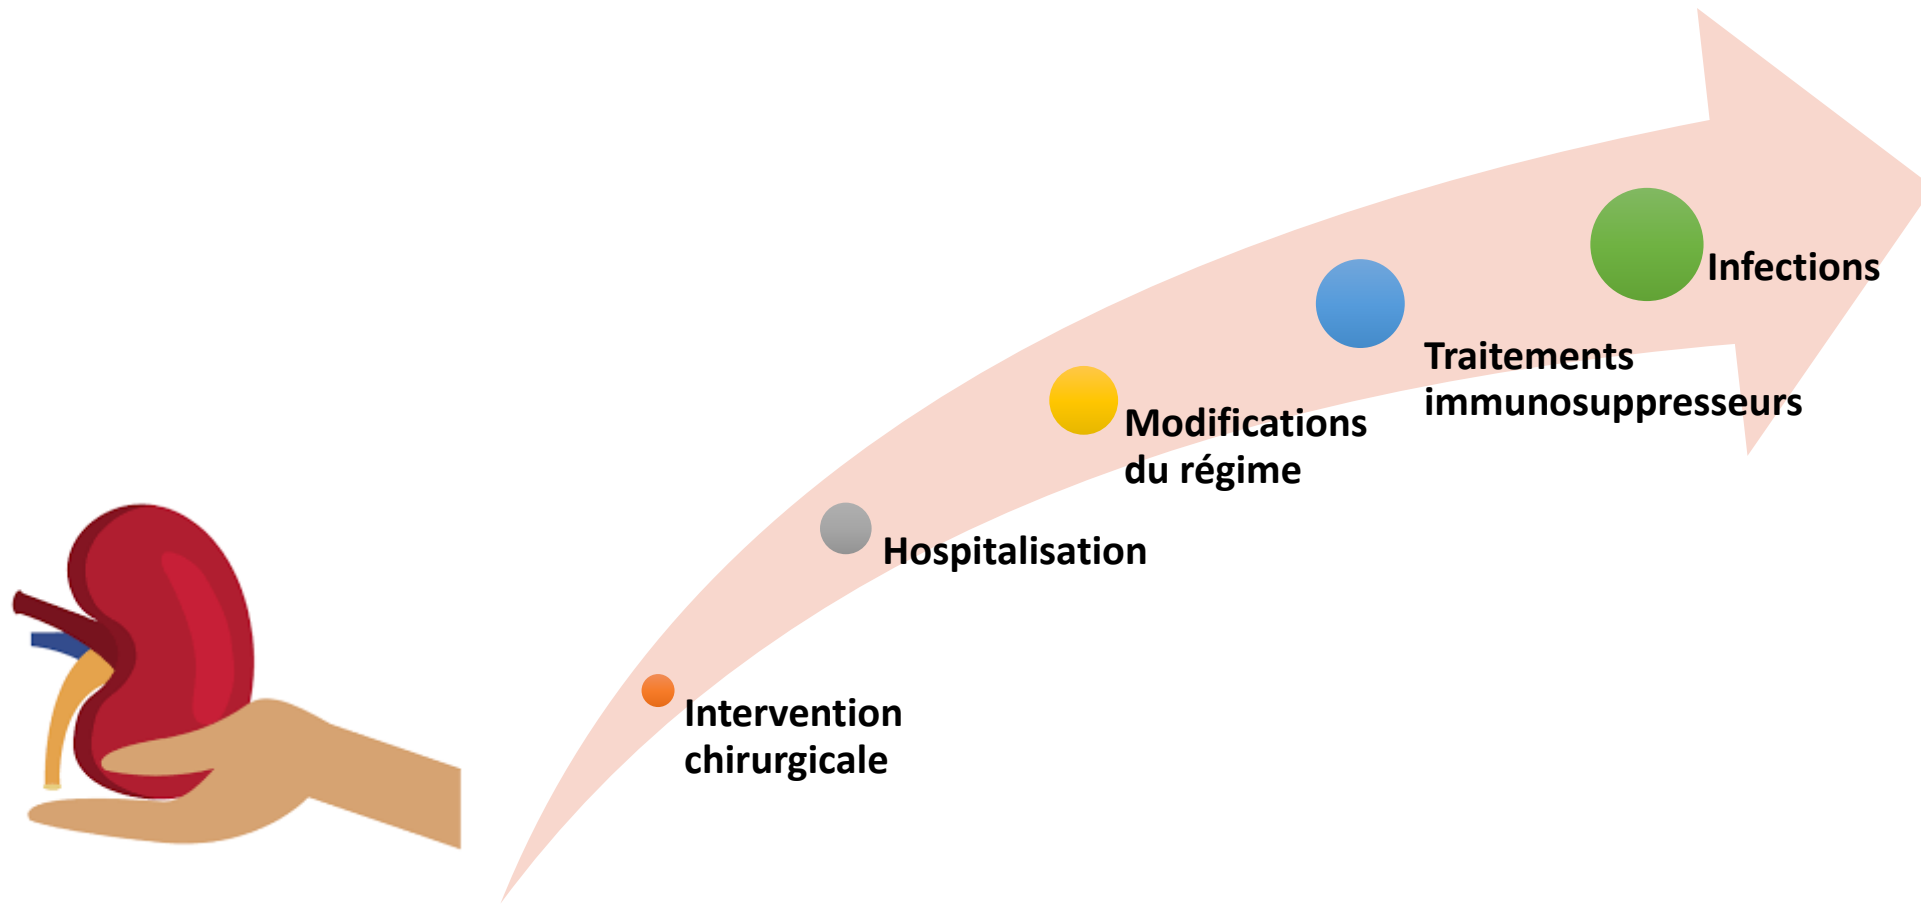 Infections
Traitements
immunosuppresseurs
Modifications
du régime
Hospitalisation
Intervention
chirurgicale